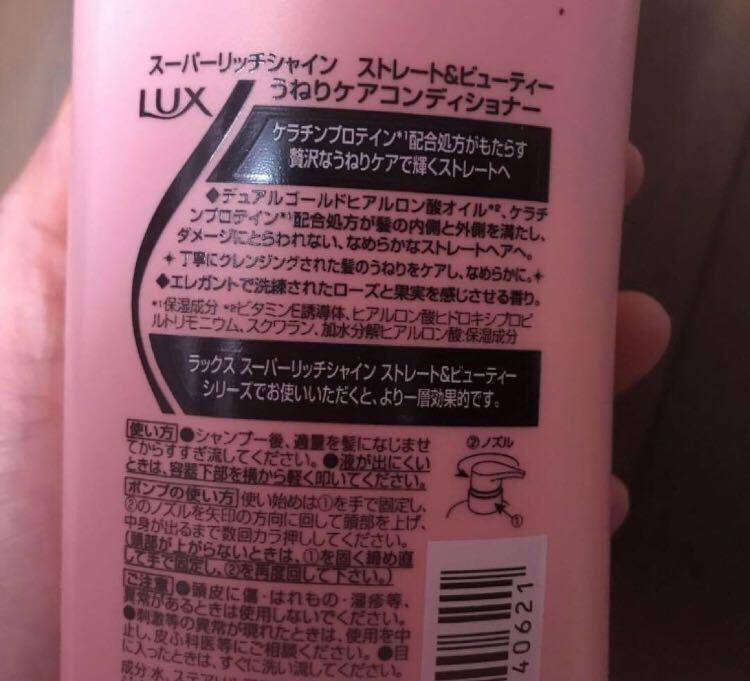 スーパーリッチシャイン ストレート&ビューティー
LUX うねりケアコンディショナー
ケラチンプロテイン*1配合処方がもたらす
贅沢なうねりケアで輝くストレートへ
◆デュアルゴールドヒアルロン酸オイル*2、ケラチ
ンプロテイン*1配合処方が髪の内側と外側を満たし、
ダメージにとらわれない、なめらかなストレートヘアへ。
✦丁寧にクレンジングされた髪のうねりをケアし、なめらかに。✦
◆エレガントで洗練されたローズと果実を感じさせる香り。
*1保湿成分 *2ビタミンE誘導体、ヒアルロン酸ヒドロキシプロピ
ルトリモニウム、スクワラン、加水分解ヒアルロン酸:保湿成分
ラックス スーパーリッチシャイン ストレート&ビューティー
シリーズでお使いいただくと、より一層効果的です。
使い方 ●シャンプー後、適量を髪になじませ
てからすすぎ流してください。●液が出にくい
ときは、容器下部を横から軽く叩いてください。
②ノズル
①
ポンプの使い方 使い始めは①を手で固定し、
②のノズルを矢印の方向に回して頭部を上げ、
中身が出るまで数回カラ押ししてください。
(頭部が上がらないときは、①を固く締め直
して手で固定し、②を再度回して下さい。)
ご注意 ●頭皮に傷・はれもの・湿疹等、
異常があるときは使用しないでください。
●刺激等の異常が現れたときは、使用を中
止し、皮ふ科医等にご相談ください。●目
に入ったときは、すぐに洗い流してください。
成分:水、ステアリル
40621